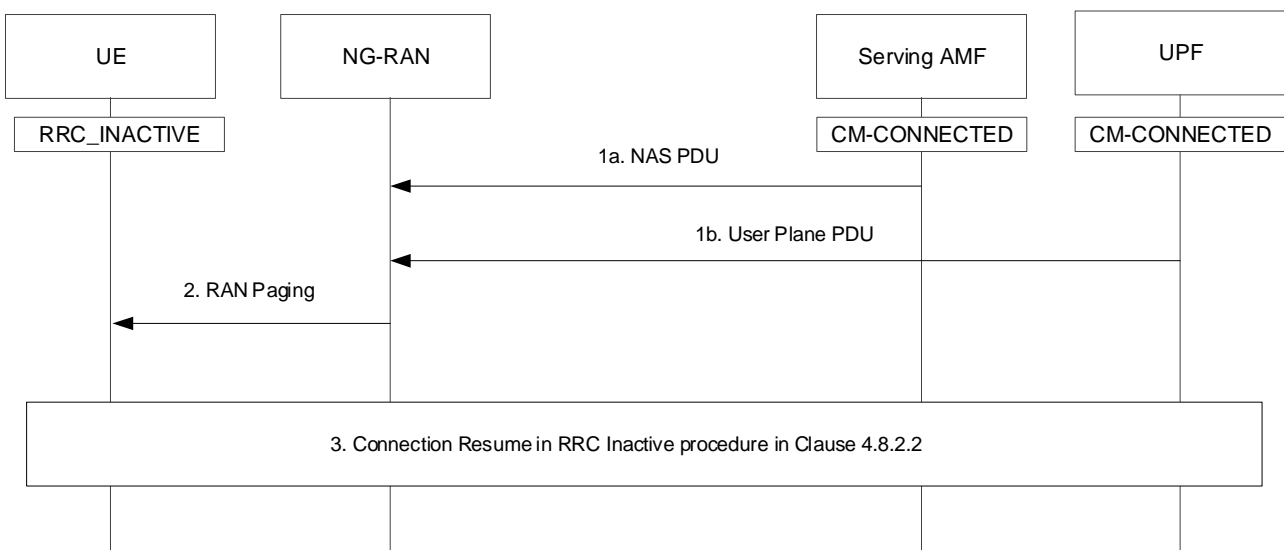 UE
NG-RAN
Serving AMF
UPF
RRC_INACTIVE
CM-CONNECTED
CM-CONNECTED
1a. NAS PDU
1b. User Plane PDU
2. RAN Paging
3. Connection Resume in RRC Inactive procedure in Clause 4.8.2.2